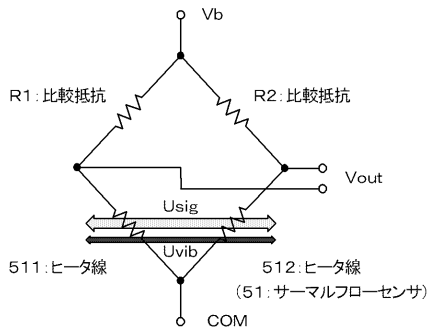 Vb
R1:比較抵抗
R2:比較抵抗
Vout
Usig
Uvib
511:ヒータ線
512:ヒータ線
(51:サーマルフローセンサ)
COM